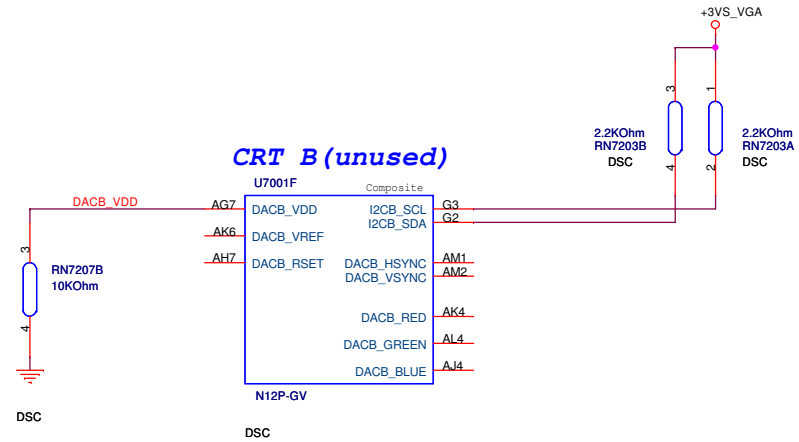 +3VS_VGA
3
1
2.2KOhm
RN7203B
DSC
2.2KOhm
RN7203A
DSC
4
2
CRT B(unused)
U7001F
Composite
DACB_VDD
AG7
DACB_VDD
I2CB_SCL
G3
I2CB_SDA
G2
AK6
DACB_VREF
AH7
DACB_RSET
DACB_HSYNC
AM1
DACB_VSYNC
AM2
3
RN7207B
10KOhm
4
DACB_RED
AK4
DACB_GREEN
AL4
DACB_BLUE
AJ4
N12P-GV
DSC
DSC